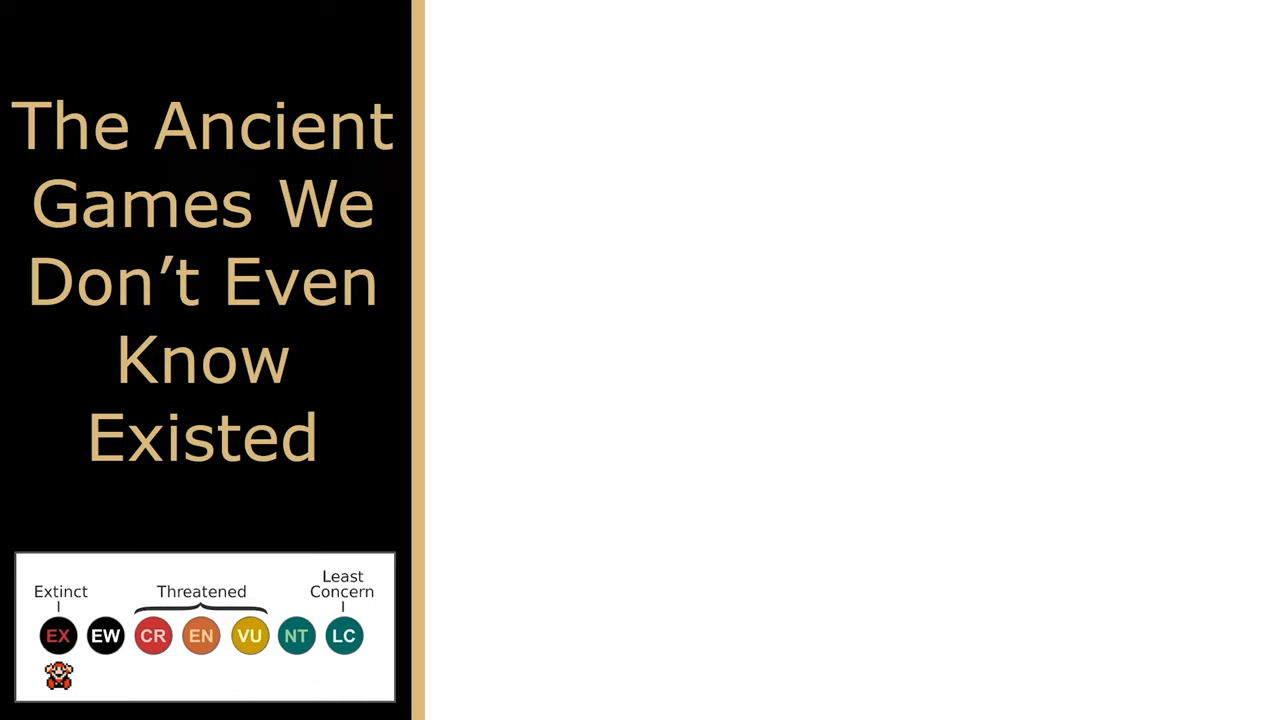 The Ancient
Games We
Don’t Even
Know
Existed
Extinct
Threatened
Least
Concern
EX EW CR EN VU NT LC